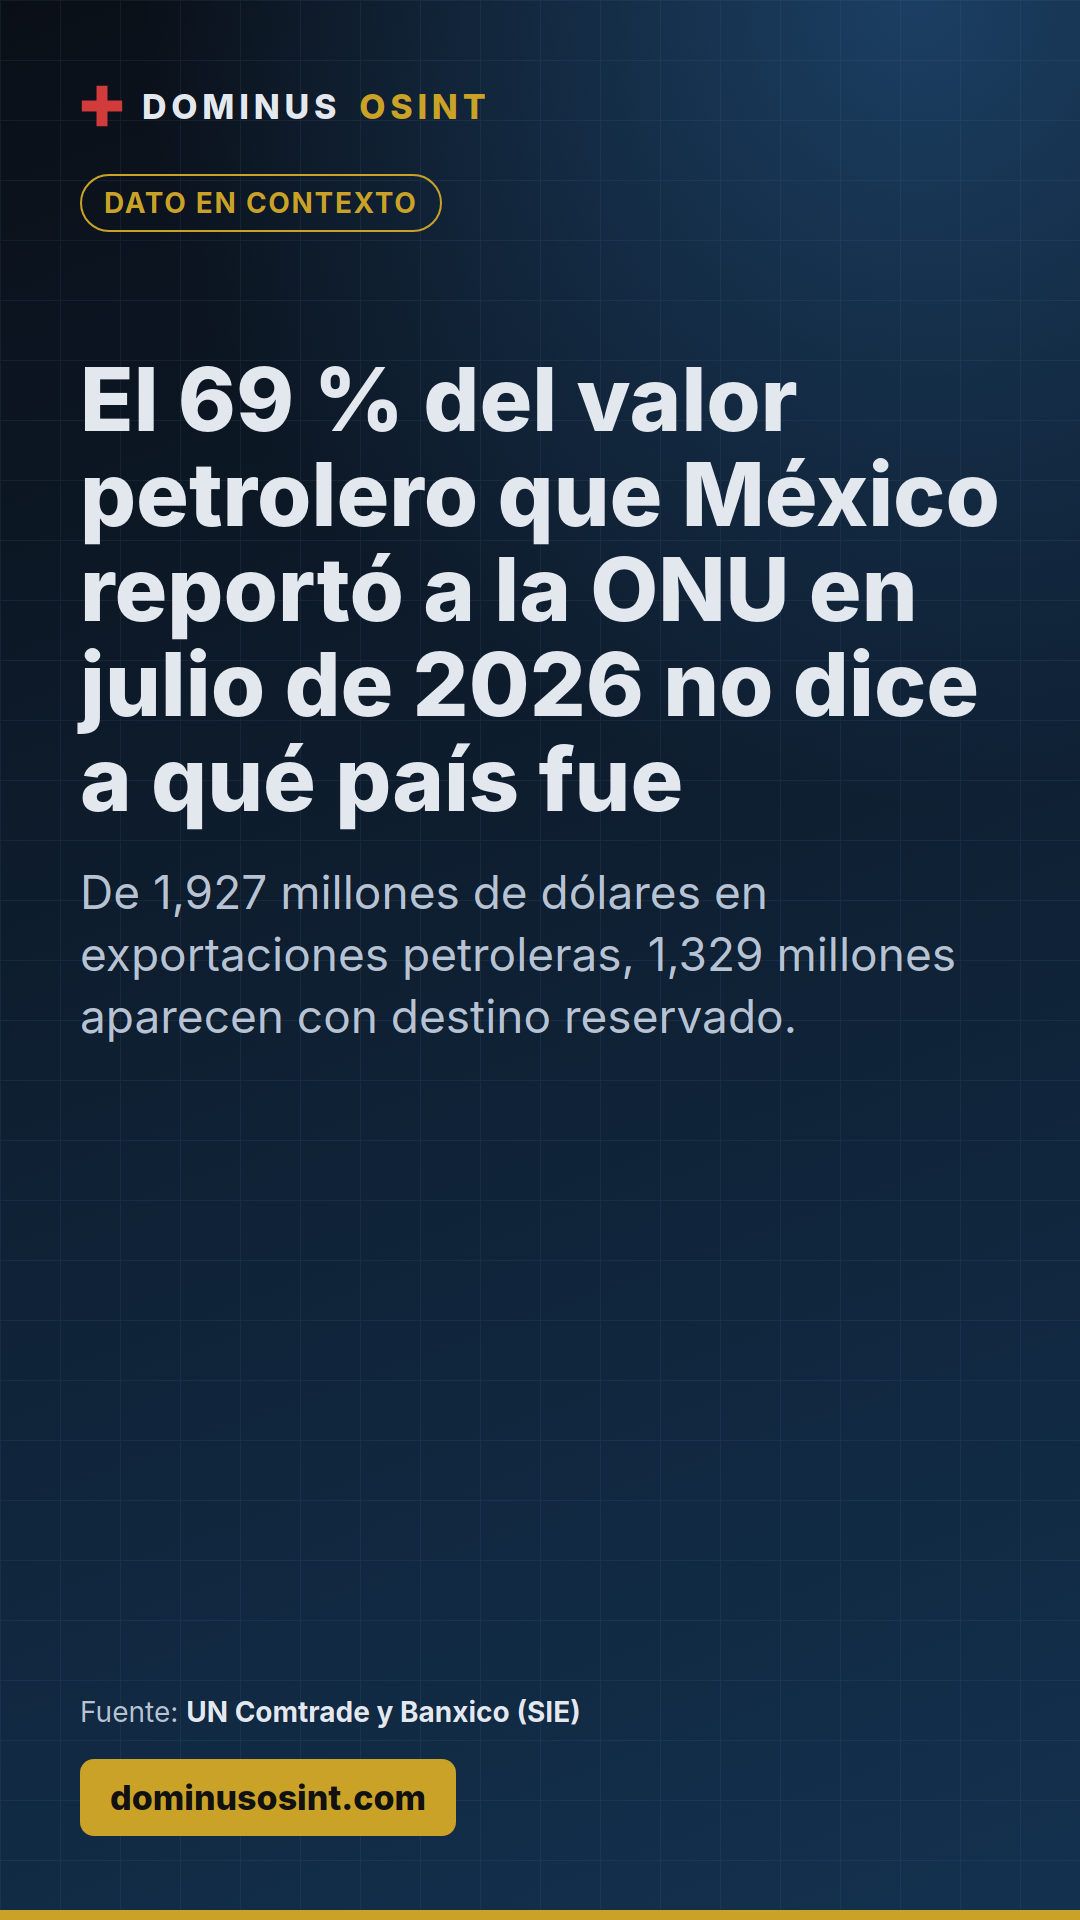 DOMINUS OSINT
DATO EN CONTEXTO
El 69 % del valor
petrolero que México
reportó a la ONU en
julio de 2026 no dice
a qué país fue
De 1,927 millones de dólares en
exportaciones petroleras, 1,329 millones
aparecen con destino reservado.
Fuente: UN Comtrade y Banxico (SIE)
dominusosint.com